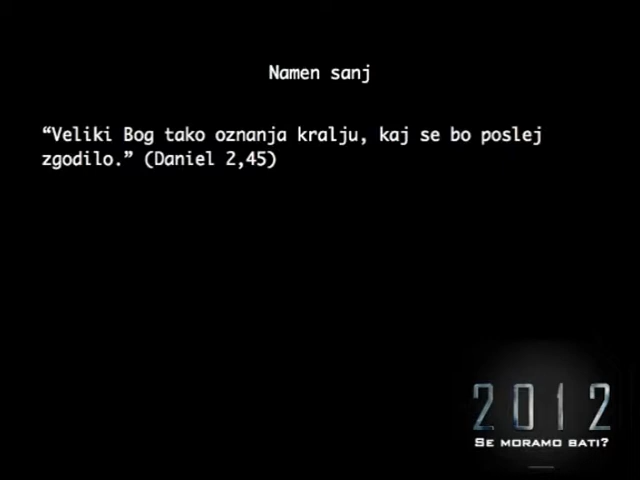 Namen sanj
“Veliki Bog tako oznanja kralju, kaj se bo poslej
zgodilo.” (Daniel 2,45)
2012
SE MORAMO BATI?